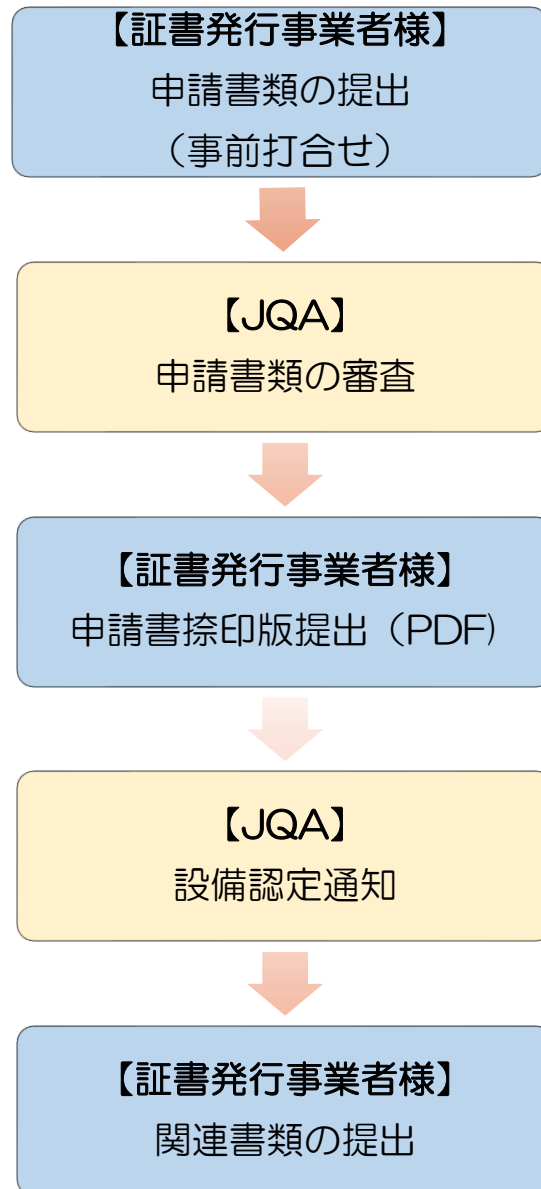 【証書発行事業者様】
申請書類の提出
（事前打合せ）
【JQA】
申請書類の審査
【証書発行事業者様】
申請書捺印版提出（PDF)
【JQA】
設備認定通知
【証書発行事業者様】
関連書類の提出